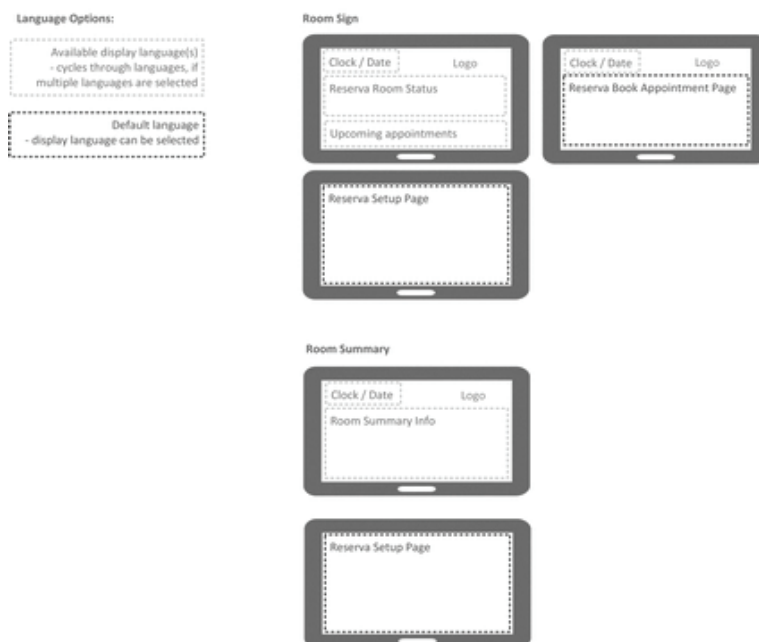 Language Options:
Available display language(s)
- cycles through languages, if
multiple languages are selected
Default language
- display language can be selected
Room Sign
Clock / Date
Logo
Reserva Room Status
Upcoming appointments
Clock / Date
Logo
Reserva Book Appointment Page
Reserva Setup Page
Room Summary
Clock / Date
Logo
Room Summary Info
Reserva Setup Page